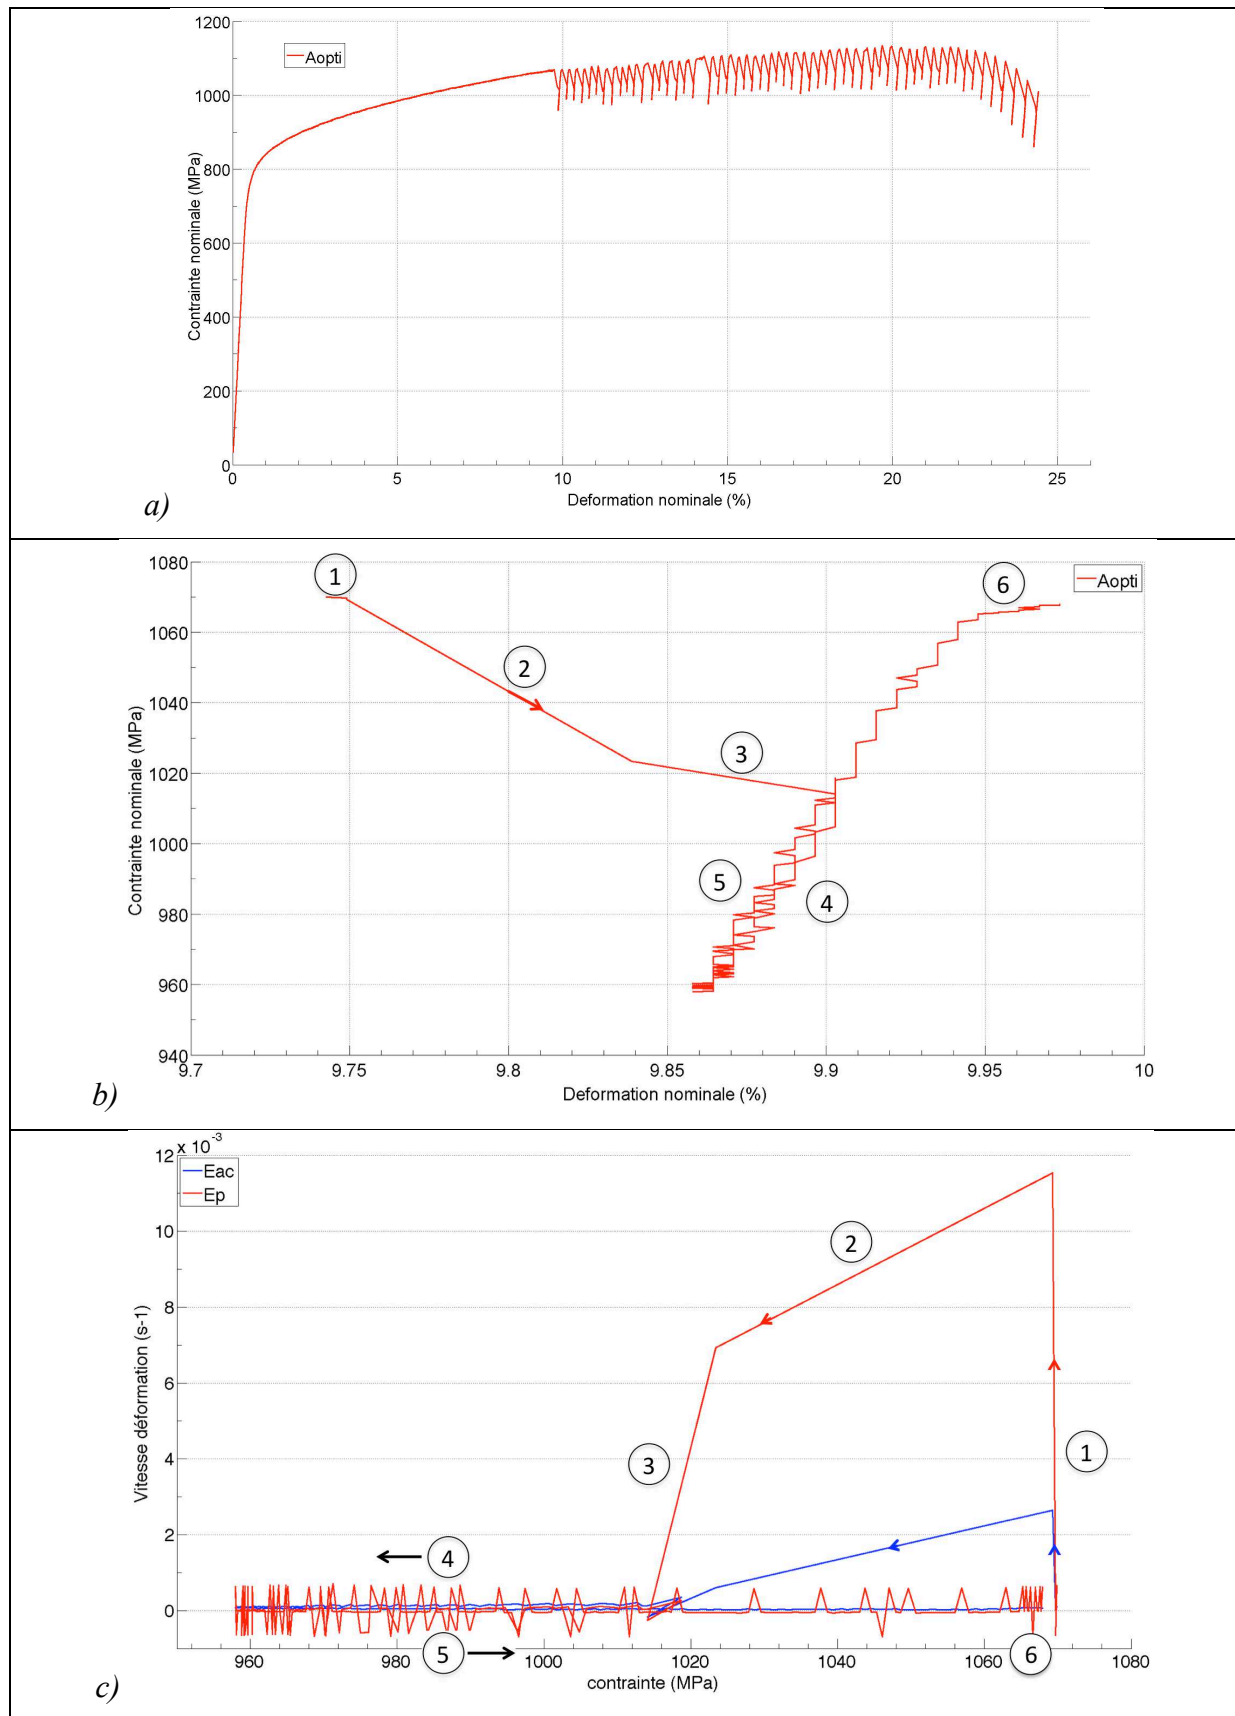 1200
1000
800
600
400
200
0
Contrainte nominale (MPa)
Aopti
0 5 10 15 20 25
Deformation nominale (%)
a)
1080
1060
1040
1020
1000
980
960
940
Contrainte nominale (MPa)
Aopti
1
2
3
4
5
6
9.7 9.75 9.8 9.85 9.9 9.95 10
Deformation nominale (%)
b)
x 10⁻³
12
10
8
6
4
2
0
Vitesse déformation (s-1)
Eac
Ep
2
1
3
4
5
6
960 980 1000 1020 1040 1060 1080
contrainte (MPa)
c)